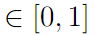 ∈ [0, 1]